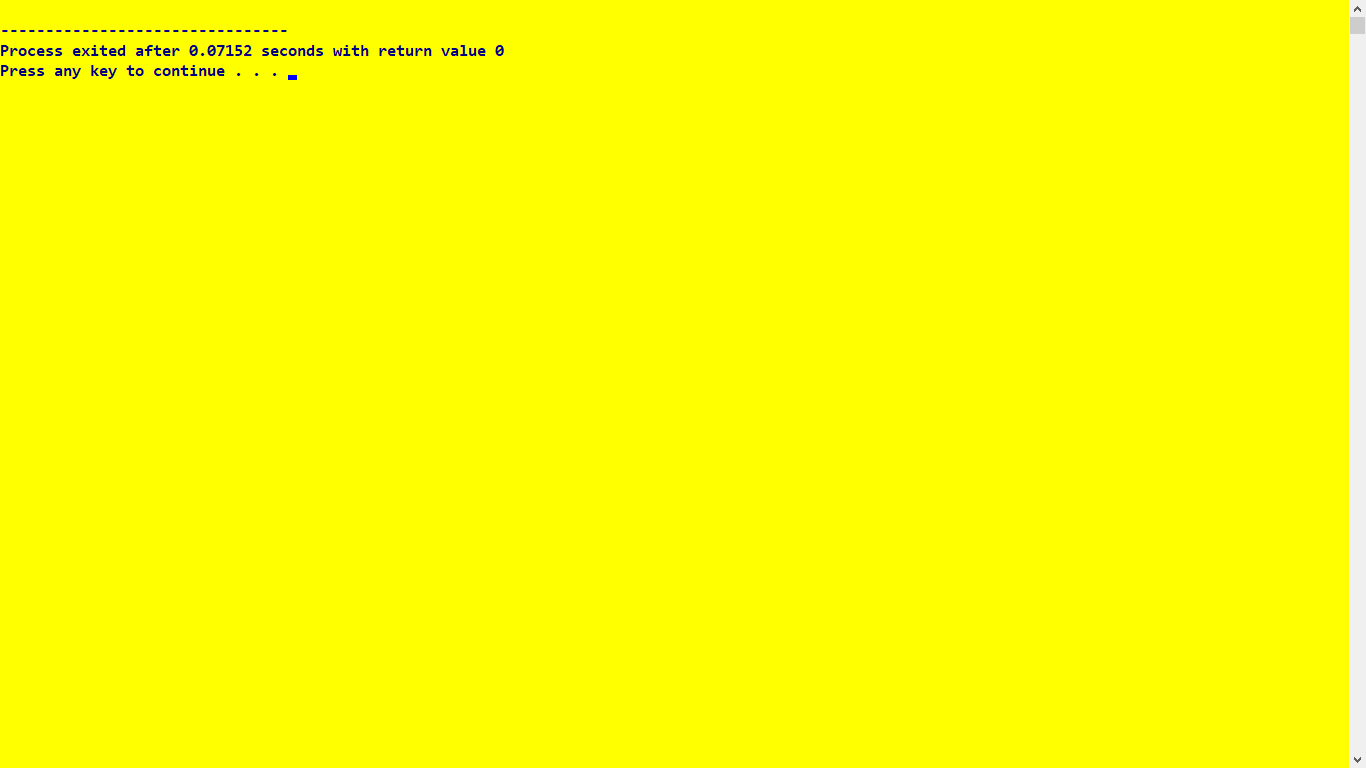 --------------------------------
Process exited after 0.07152 seconds with return value 0
Press any key to continue . . .